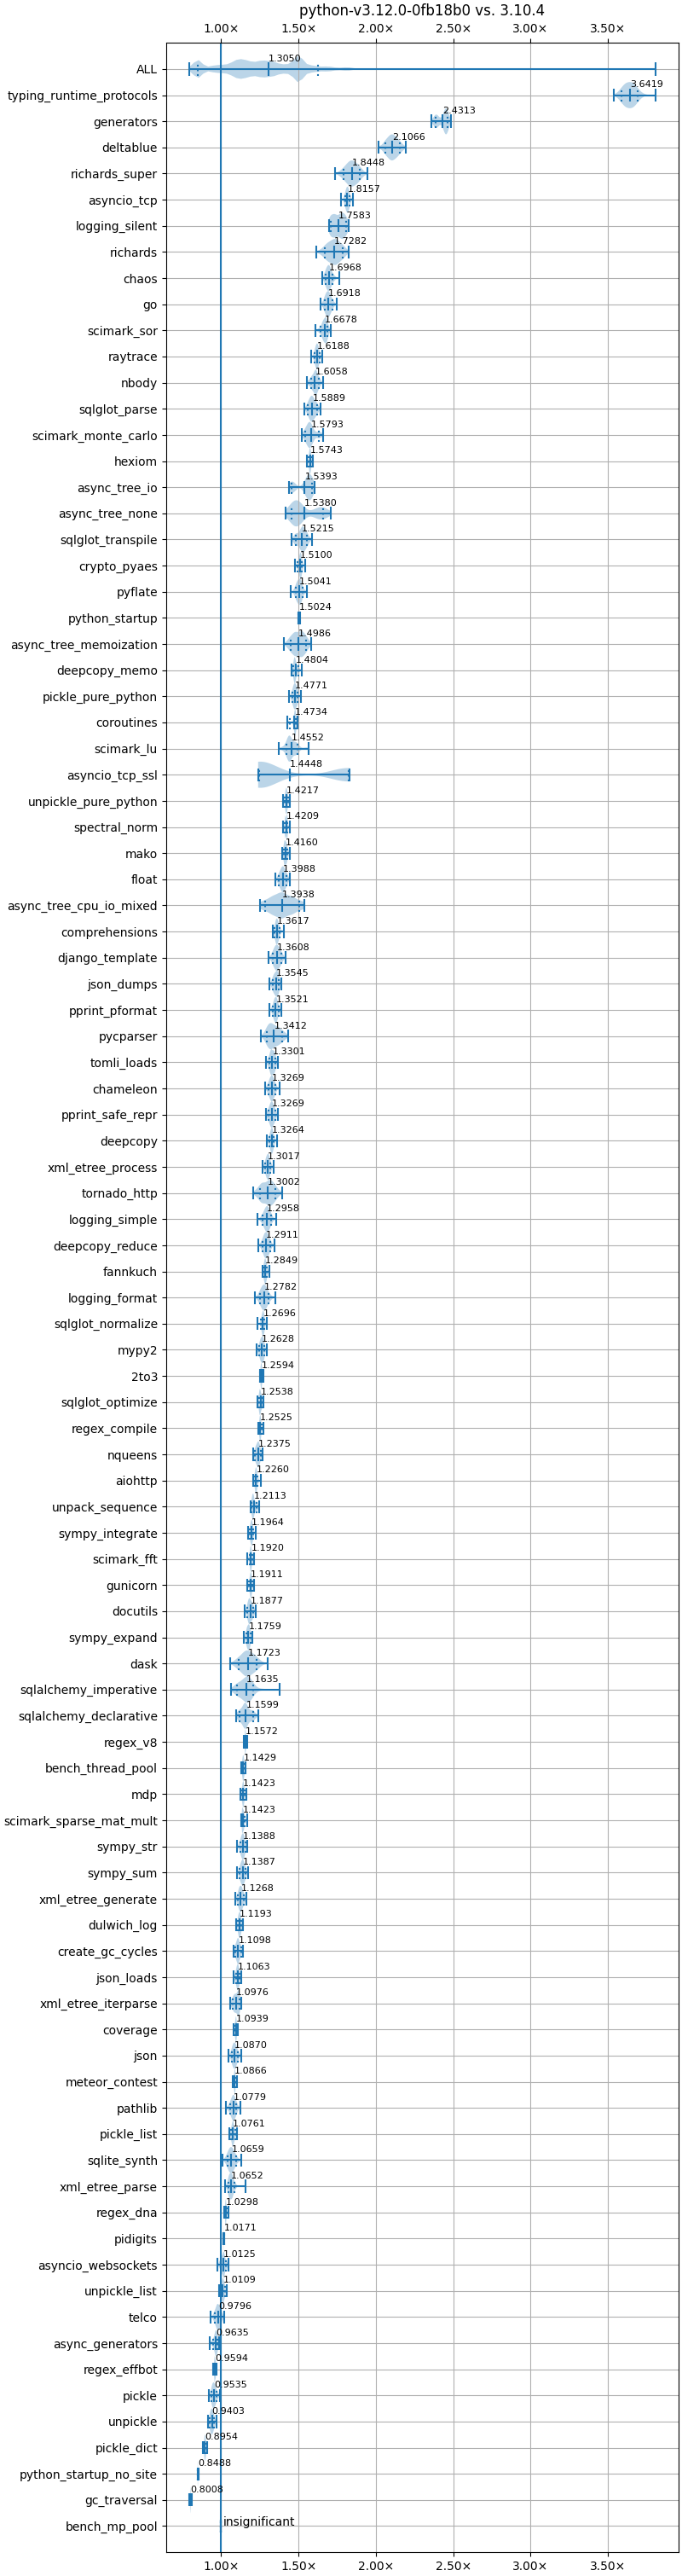 python-v3.12.0-0fb18b0 vs. 3.10.4
1.00× 1.50× 2.00× 2.50× 3.00× 3.50×
ALL 1.3050
typing_runtime_protocols 3.6419
generators 2.4313
deltablue 2.1066
richards_super 1.8448
asyncio_tcp 1.8157
logging_silent 1.7583
richards 1.7282
chaos 1.6968
go 1.6918
scimark_sor 1.6678
raytrace 1.6188
nbody 1.6058
sqlglot_parse 1.5889
scimark_monte_carlo 1.5793
hexiom 1.5743
async_tree_io 1.5393
async_tree_none 1.5380
sqlglot_transpile 1.5215
crypto_pyaes 1.5100
pyflate 1.5041
python_startup 1.5024
async_tree_memoization 1.4986
deepcopy_memo 1.4804
pickle_pure_python 1.4771
coroutines 1.4734
scimark_lu 1.4552
asyncio_tcp_ssl 1.4448
unpickle_pure_python 1.4217
spectral_norm 1.4209
mako 1.4160
float 1.3988
async_tree_cpu_io_mixed 1.3938
comprehensions 1.3617
django_template 1.3608
json_dumps 1.3545
pprint_pformat 1.3521
pycparser 1.3412
tomli_loads 1.3301
chameleon 1.3269
pprint_safe_repr 1.3269
deepcopy 1.3264
xml_etree_process 1.3017
tornado_http 1.3002
logging_simple 1.2958
deepcopy_reduce 1.2911
fannkuch 1.2849
logging_format 1.2782
sqlglot_normalize 1.2696
mypy2 1.2628
2to3 1.2594
sqlglot_optimize 1.2538
regex_compile 1.2525
nqueens 1.2375
aiohttp 1.2260
unpack_sequence 1.2113
sympy_integrate 1.1964
scimark_fft 1.1920
gunicorn 1.1911
docutils 1.1877
sympy_expand 1.1759
dask 1.1723
sqlalchemy_imperative 1.1635
sqlalchemy_declarative 1.1599
regex_v8 1.1572
bench_thread_pool 1.1429
mdp 1.1423
scimark_sparse_mat_mult 1.1423
sympy_str 1.1388
sympy_sum 1.1387
xml_etree_generate 1.1268
dulwich_log 1.1193
create_gc_cycles 1.1098
json_loads 1.1063
xml_etree_iterparse 1.0976
coverage 1.0939
json 1.0870
meteor_contest 1.0866
pathlib 1.0779
pickle_list 1.0761
sqlite_synth 1.0659
xml_etree_parse 1.0652
regex_dna 1.0298
pidigits 1.0171
asyncio_websockets 1.0125
unpickle_list 1.0109
telco 0.9796
async_generators 0.9635
regex_effbot 0.9594
pickle 0.9535
unpickle 0.9403
pickle_dict 0.8954
python_startup_no_site 0.8488
gc_traversal 0.8008
bench_mp_pool insignificant
1.00× 1.50× 2.00× 2.50× 3.00× 3.50×